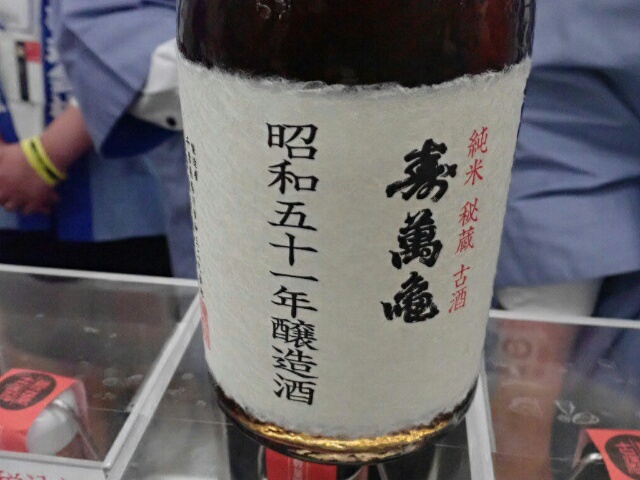 純米 秘蔵 古酒
寿萬亀
昭和五十一年醸造酒